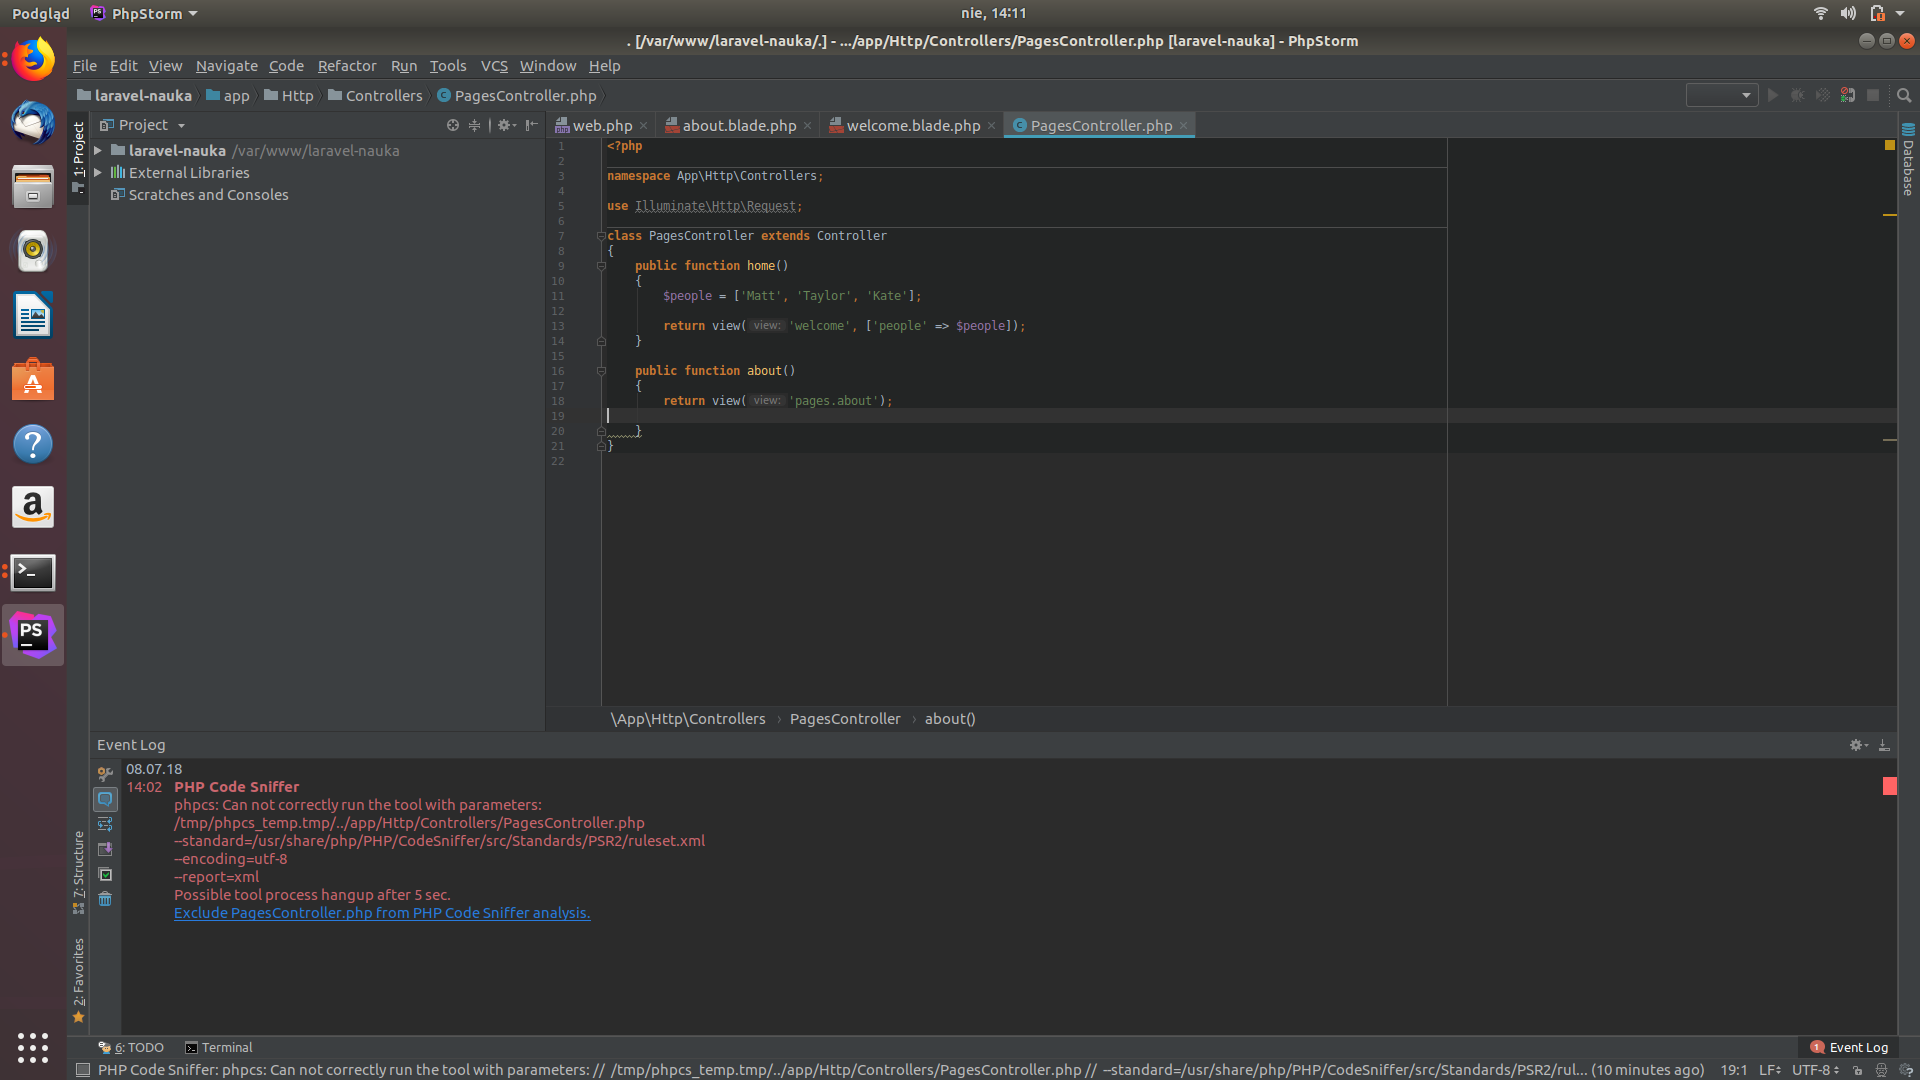 Podgląd PhpStorm nie, 14:11
. [/var/www/laravel-nauka/.] - .../app/Http/Controllers/PagesController.php [laravel-nauka] - PhpStorm
File Edit View Navigate Code Refactor Run Tools VCS Window Help
laravel-nauka app Http Controllers PagesController.php
1: Project
Project
laravel-nauka /var/www/laravel-nauka
External Libraries
Scratches and Consoles
web.php about.blade.php welcome.blade.php PagesController.php
Database
1 <?php
2
3 namespace App\Http\Controllers;
4
5 use Illuminate\Http\Request;
6
7 class PagesController extends Controller
8 {
9 public function home()
10 {
11 $people = ['Matt', 'Taylor', 'Kate'];
12
13 return view( view: 'welcome', ['people' => $people]);
14 }
15
16 public function about()
17 {
18 return view( view: 'pages.about');
19
20 }
21 }
22
\App\Http\Controllers › PagesController › about()
Event Log
08.07.18
14:02 PHP Code Sniffer
phpcs: Can not correctly run the tool with parameters:
/tmp/phpcs_temp.tmp/../app/Http/Controllers/PagesController.php
--standard=/usr/share/php/PHP/CodeSniffer/src/Standards/PSR2/ruleset.xml
--encoding=utf-8
--report=xml
Possible tool process hangup after 5 sec.
Exclude PagesController.php from PHP Code Sniffer analysis.
7: Structure
2: Favorites
6: TODO Terminal 1 Event Log
PHP Code Sniffer: phpcs: Can not correctly run the tool with parameters: // /tmp/phpcs_temp.tmp/../app/Http/Controllers/PagesController.php // --standard=/usr/share/php/PHP/CodeSniffer/src/Standards/PSR2/rul... (10 minutes ago) 19:1 LF UTF-8